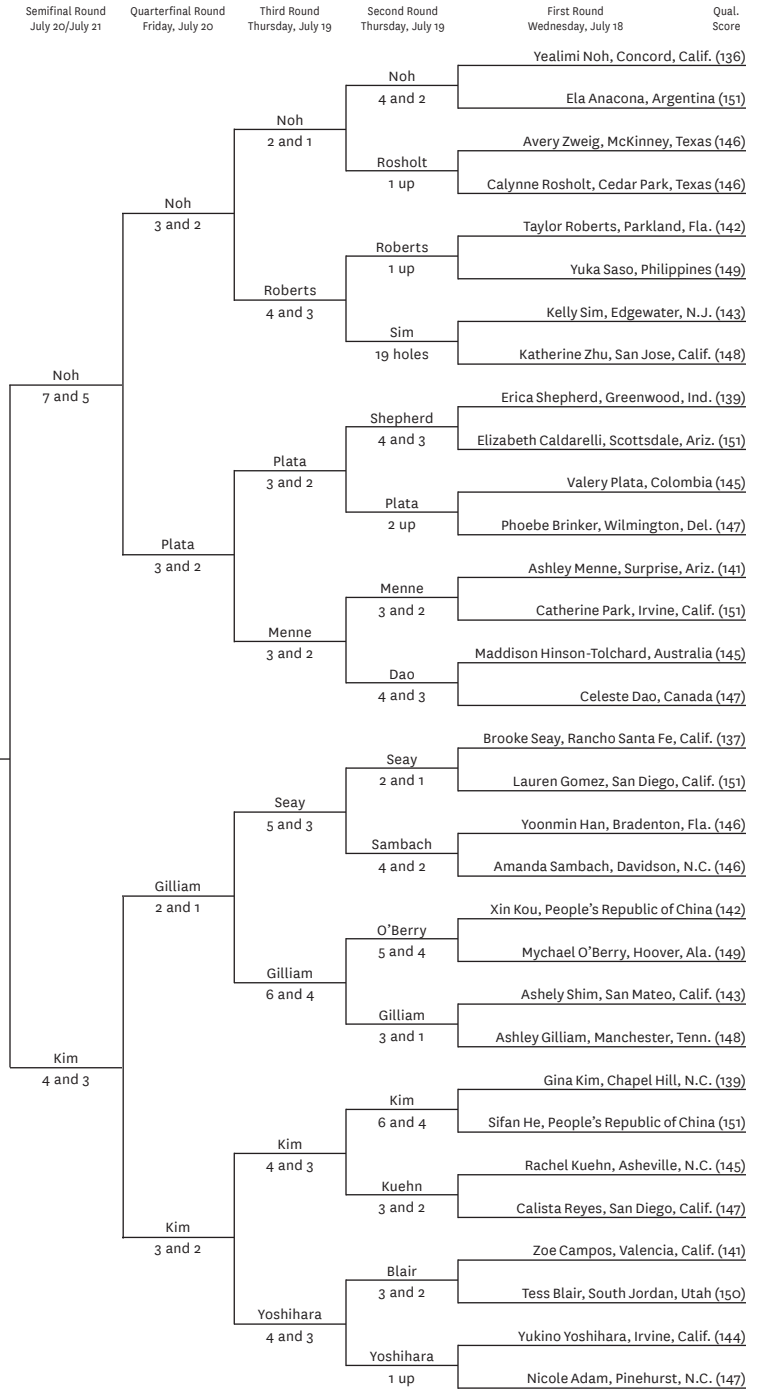 Semifinal Round
July 20/July 21
Quarterfinal Round
Friday, July 20
Third Round
Thursday, July 19
Second Round
Thursday, July 19
First Round
Wednesday, July 18
Qual.
Score
Yealimi Noh, Concord, Calif. (136)
Noh
4 and 2
Ela Anacona, Argentina (151)
Noh
2 and 1
Avery Zweig, McKinney, Texas (146)
Rosholt
1 up
Calynne Rosholt, Cedar Park, Texas (146)
Noh
3 and 2
Taylor Roberts, Parkland, Fla. (142)
Roberts
1 up
Yuka Saso, Philippines (149)
Roberts
4 and 3
Kelly Sim, Edgewater, N.J. (143)
Sim
19 holes
Katherine Zhu, San Jose, Calif. (148)
Noh
7 and 5
Erica Shepherd, Greenwood, Ind. (139)
Shepherd
4 and 3
Elizabeth Caldarelli, Scottsdale, Ariz. (151)
Plata
3 and 2
Valery Plata, Colombia (145)
Plata
2 up
Phoebe Brinker, Wilmington, Del. (147)
Plata
3 and 2
Ashley Menne, Surprise, Ariz. (141)
Menne
3 and 2
Catherine Park, Irvine, Calif. (151)
Menne
3 and 2
Maddison Hinson-Tolchard, Australia (145)
Dao
4 and 3
Celeste Dao, Canada (147)
Brooke Seay, Rancho Santa Fe, Calif. (137)
Seay
2 and 1
Lauren Gomez, San Diego, Calif. (151)
Seay
5 and 3
Yoonmin Han, Bradenton, Fla. (146)
Sambach
4 and 2
Amanda Sambach, Davidson, N.C. (146)
Gilliam
2 and 1
Xin Kou, People's Republic of China (142)
O'Berry
5 and 4
Mychael O'Berry, Hoover, Ala. (149)
Gilliam
6 and 4
Ashely Shim, San Mateo, Calif. (143)
Gilliam
3 and 1
Ashley Gilliam, Manchester, Tenn. (148)
Kim
4 and 3
Gina Kim, Chapel Hill, N.C. (139)
Kim
6 and 4
Sifan He, People's Republic of China (151)
Kim
4 and 3
Rachel Kuehn, Asheville, N.C. (145)
Kuehn
3 and 2
Calista Reyes, San Diego, Calif. (147)
Kim
3 and 2
Zoe Campos, Valencia, Calif. (141)
Blair
3 and 2
Tess Blair, South Jordan, Utah (150)
Yoshihara
4 and 3
Yukino Yoshihara, Irvine, Calif. (144)
Yoshihara
1 up
Nicole Adam, Pinehurst, N.C. (147)